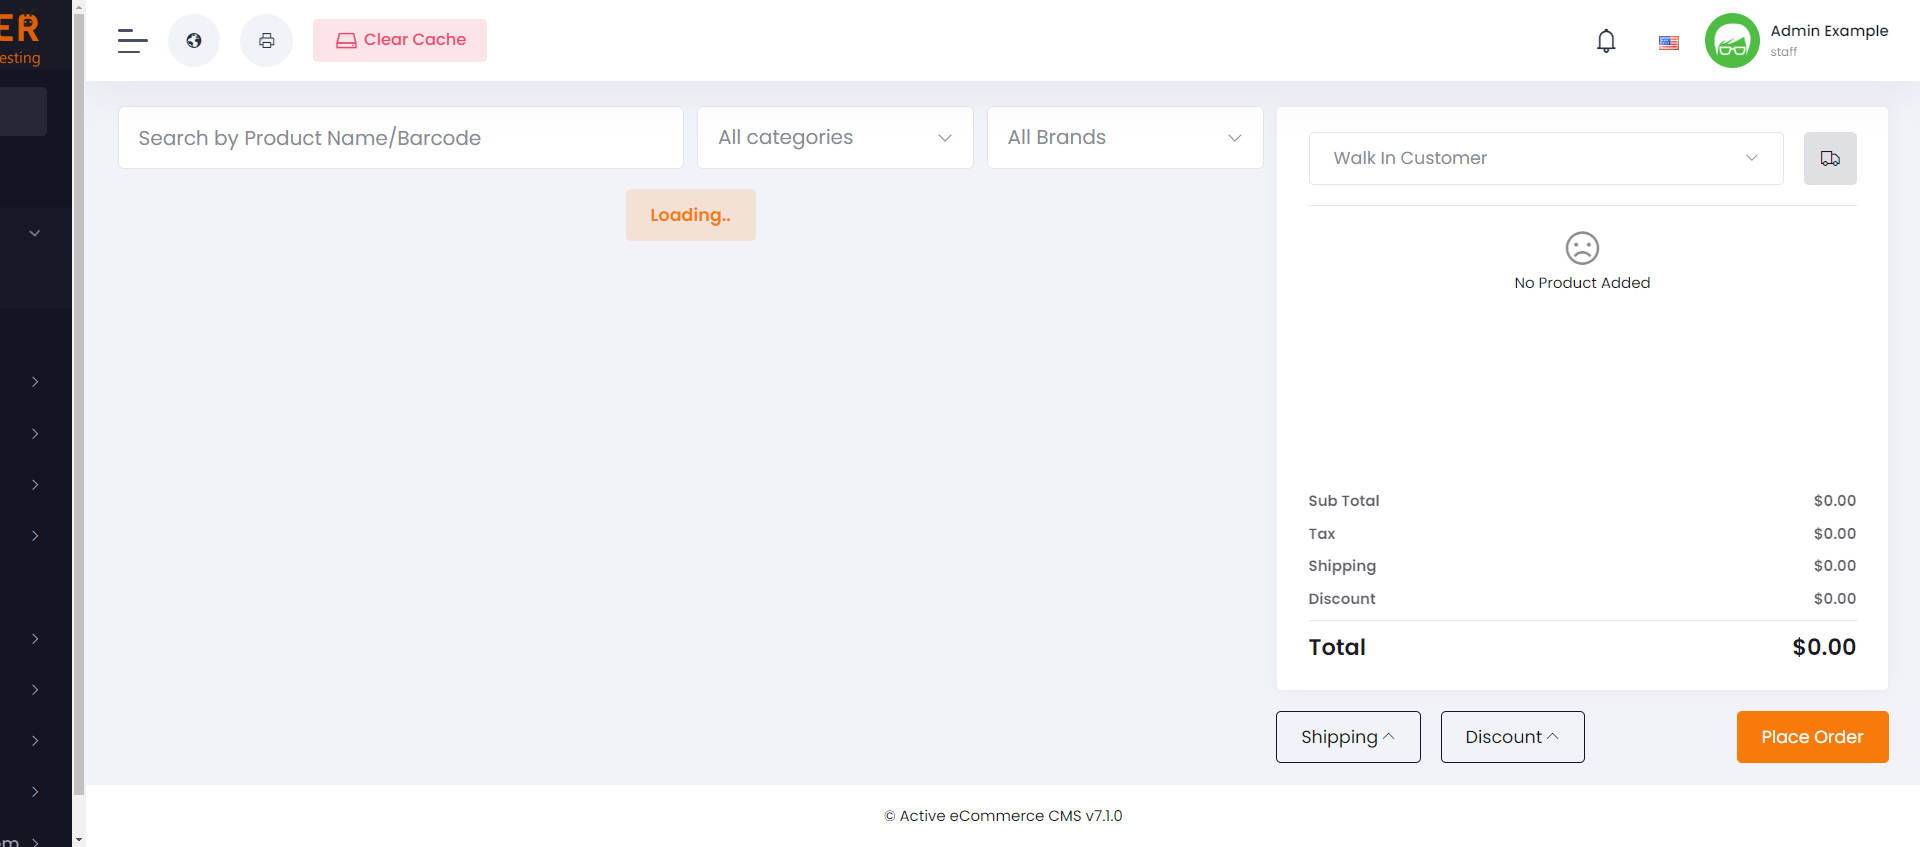 ER
esting
Clear Cache
Admin Example
staff
Search by Product Name/Barcode
All categories
All Brands
Walk In Customer
Loading..
No Product Added
Sub Total $0.00
Tax $0.00
Shipping $0.00
Discount $0.00
Total $0.00
Shipping
Discount
Place Order
© Active eCommerce CMS v7.1.0
em